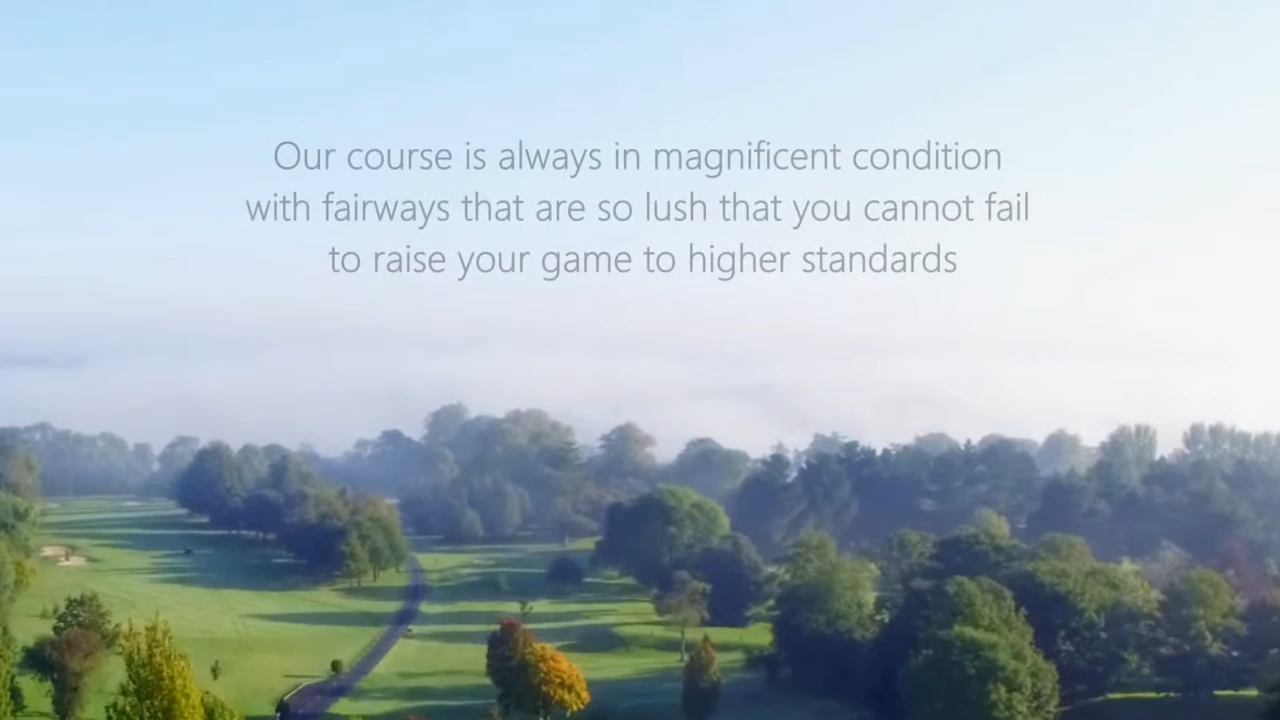 Our course is always in magnificent condition
with fairways that are so lush that you cannot fail
to raise your game to higher standards